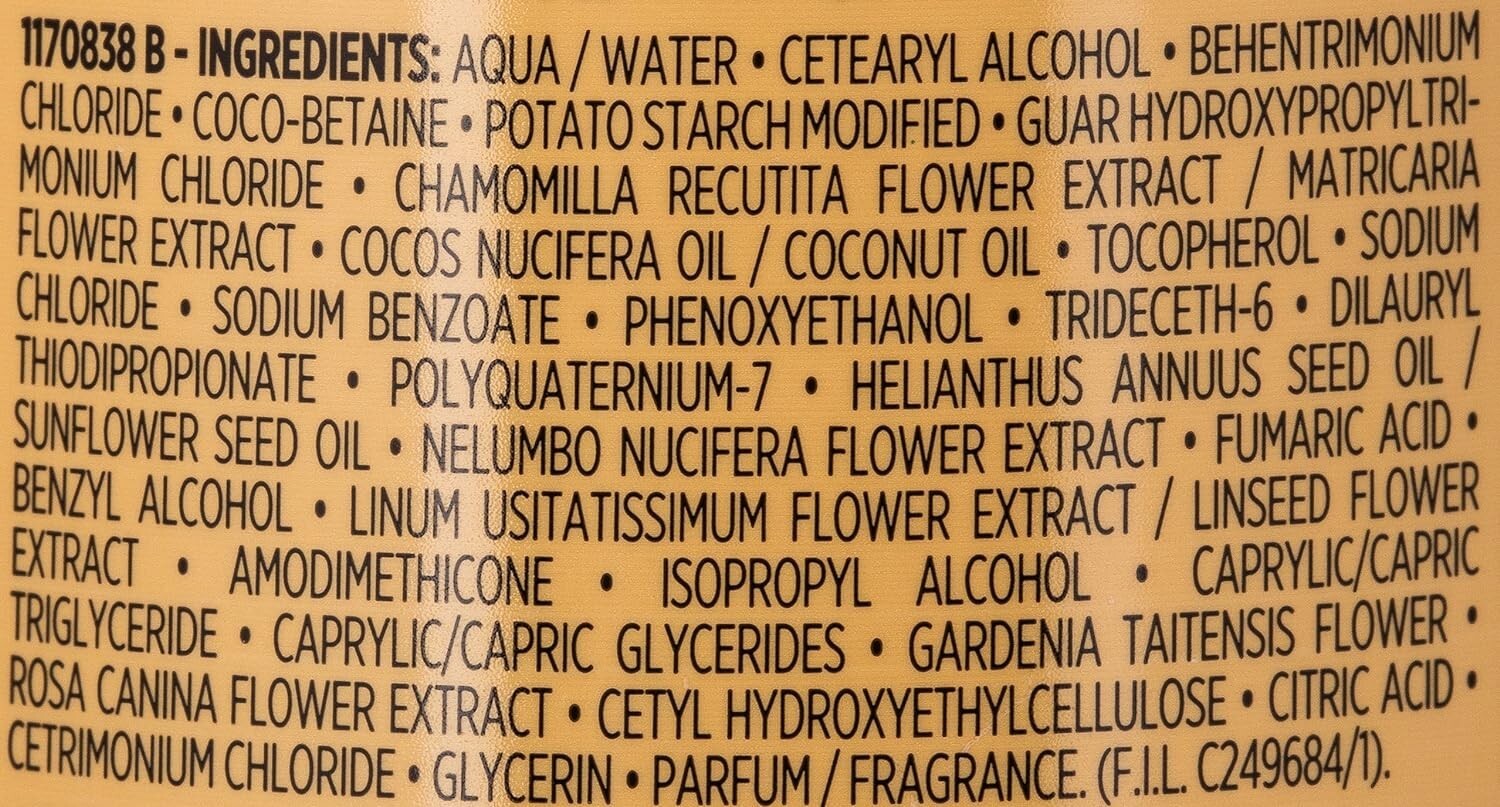 1170838 B - INGREDIENTS: AQUA / WATER • CETEARYL ALCOHOL • BEHENTRIMONIUM
CHLORIDE • COCO-BETAINE • POTATO STARCH MODIFIED • GUAR HYDROXYPROPYLTRI-
MONIUM CHLORIDE • CHAMOMILLA RECUTITA FLOWER EXTRACT / MATRICARIA
FLOWER EXTRACT • COCOS NUCIFERA OIL / COCONUT OIL • TOCOPHEROL • SODIUM
CHLORIDE • SODIUM BENZOATE • PHENOXYETHANOL • TRIDECETH-6 • DILAURYL
THIODIPROPIONATE • POLYQUATERNIUM-7 • HELIANTHUS ANNUUS SEED OIL /
SUNFLOWER SEED OIL • NELUMBO NUCIFERA FLOWER EXTRACT • FUMARIC ACID •
BENZYL ALCOHOL • LINUM USITATISSIMUM FLOWER EXTRACT / LINSEED FLOWER
EXTRACT • AMODIMETHICONE • ISOPROPYL ALCOHOL • CAPRYLIC/CAPRIC
TRIGLYCERIDE • CAPRYLIC/CAPRIC GLYCERIDES • GARDENIA TAITENSIS FLOWER •
ROSA CANINA FLOWER EXTRACT • CETYL HYDROXYETHYLCELLULOSE • CITRIC ACID •
CETRIMONIUM CHLORIDE • GLYCERIN • PARFUM / FRAGRANCE. (F.I.L. C249684/1).